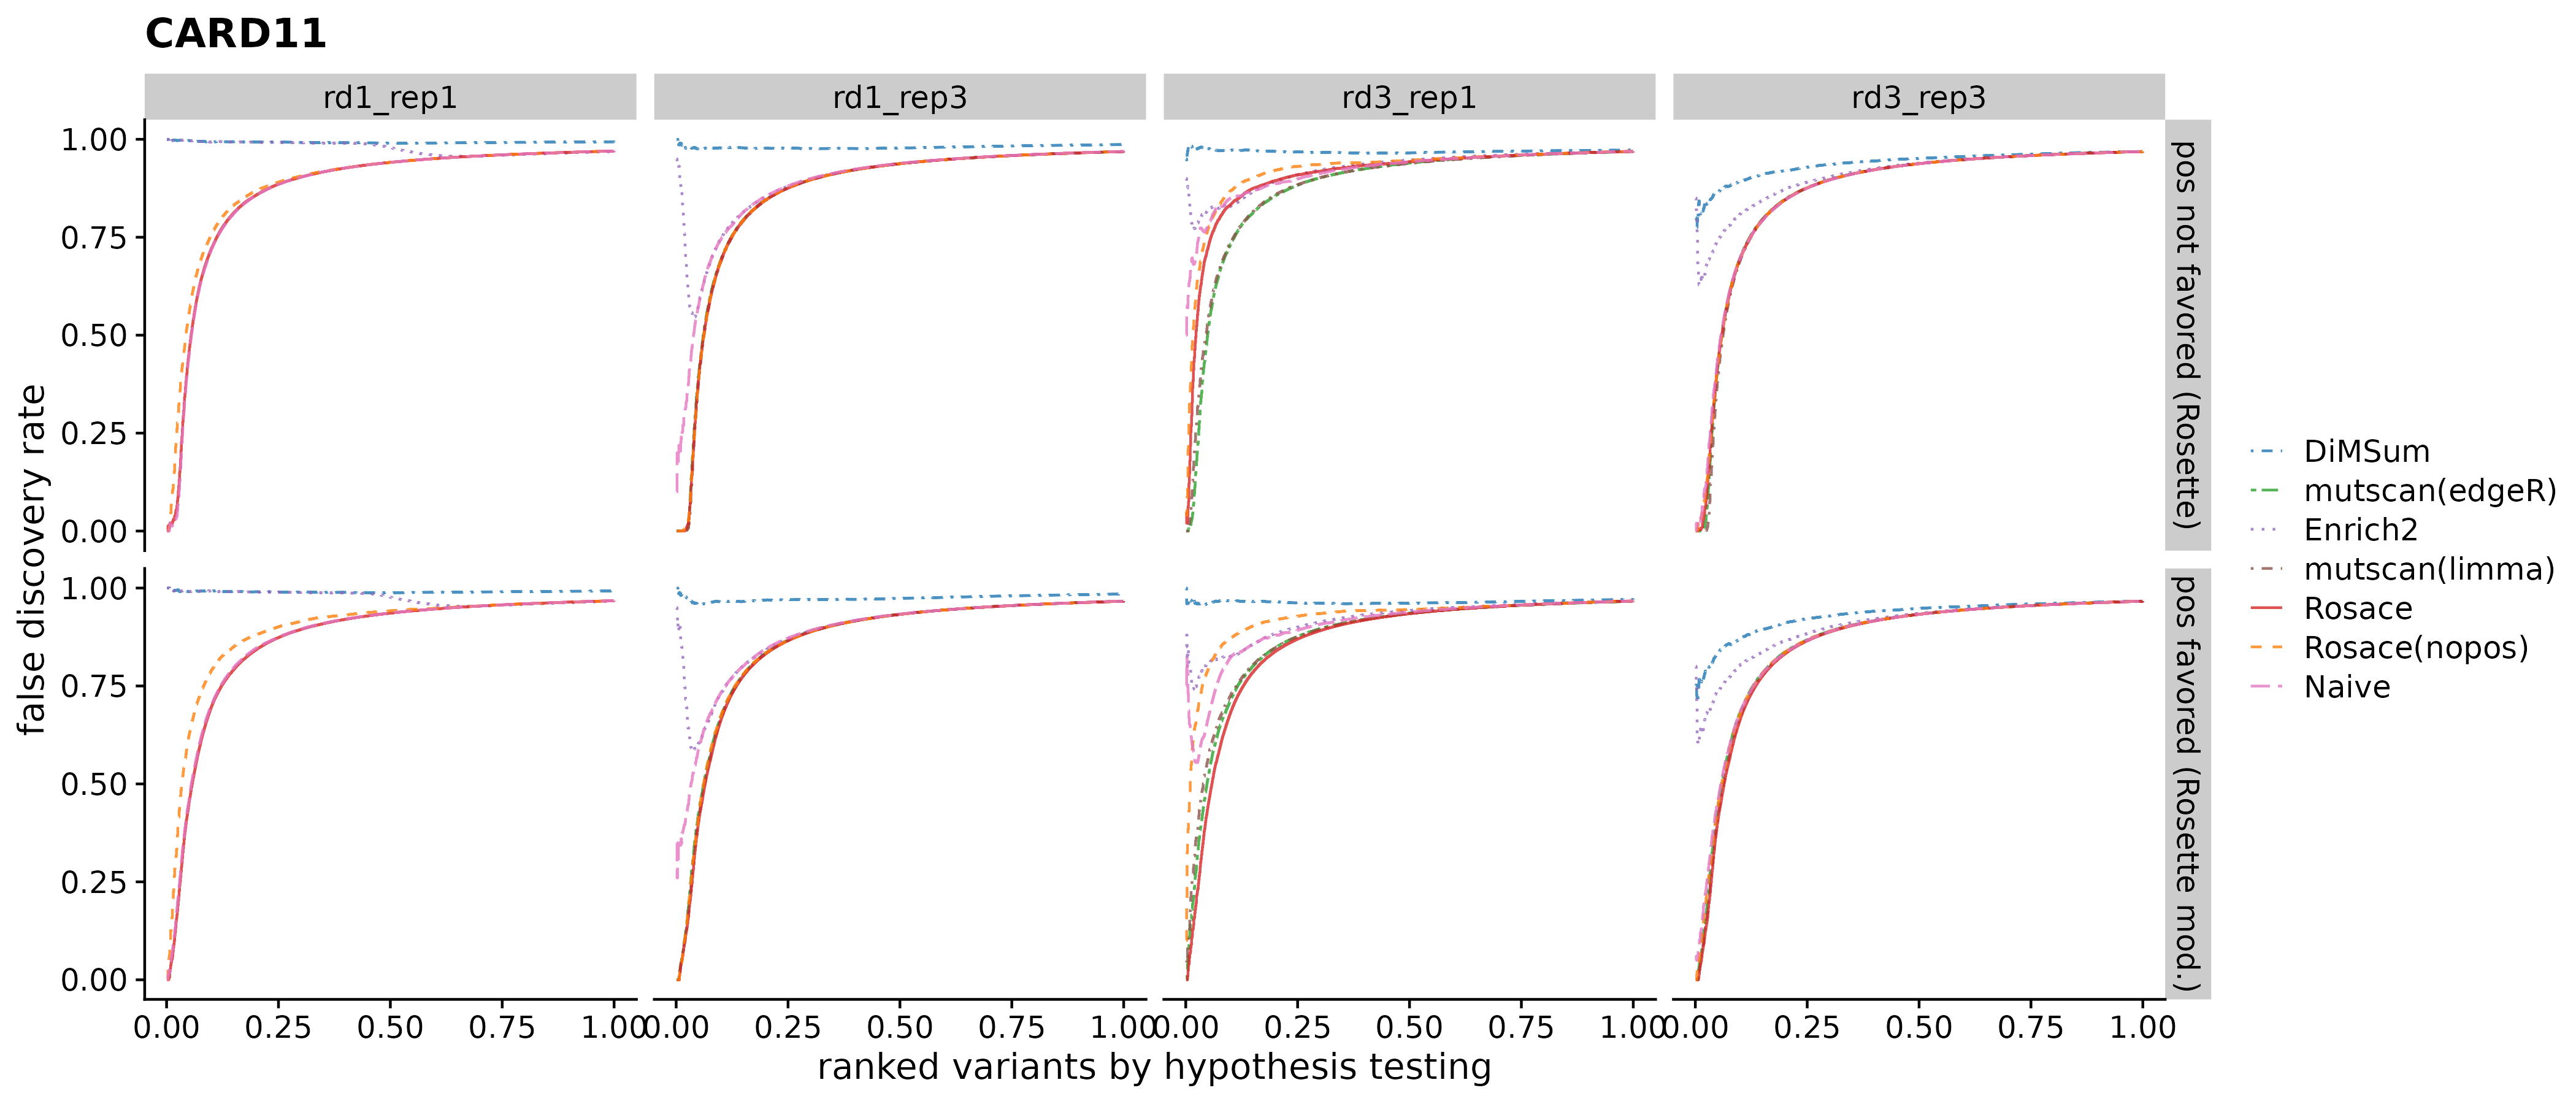 CARD11
rd1_rep1
rd1_rep3
rd3_rep1
rd3_rep3
1.00
0.75
0.50
0.25
0.00
pos not favored (Rosette)
1.00
0.75
0.50
0.25
0.00
pos favored (Rosette mod.)
false discovery rate
0.00 0.25 0.50 0.75 1.00
0.00 0.25 0.50 0.75 1.00
0.00 0.25 0.50 0.75 1.00
0.00 0.25 0.50 0.75 1.00
ranked variants by hypothesis testing
DiMSum
mutscan(edgeR)
Enrich2
mutscan(limma)
Rosace
Rosace(nopos)
Naive